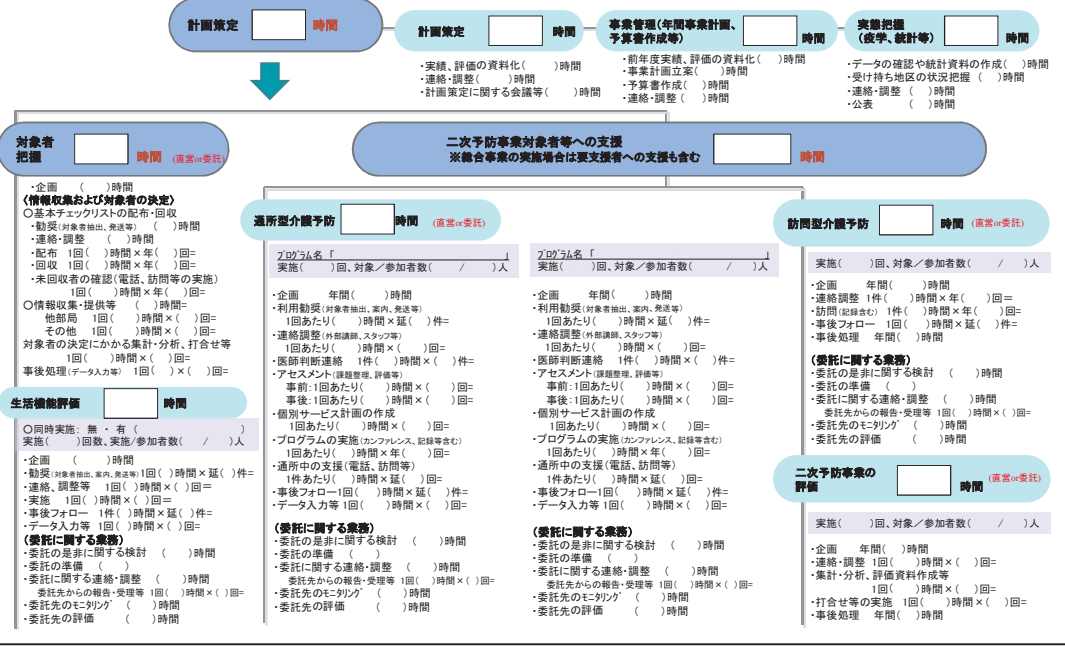 計画策定 時間
計画策定 時間
・実績、評価の資料化( )時間
・連絡・調整( )時間
・計画策定に関する会議等( )時間
事業管理(年間事業計画、
予算書作成等) 時間
・前年度実績、評価の資料化( )時間
・事業計画立案( )時間
・予算書作成( )時間
・連絡・調整 ( )時間
実態把握
(疫学、統計等) 時間
・データの確認や統計資料の作成( )時間
・受け持ち地区の状況把握 ( )時間
・連絡・調整 ( )時間
・公表 ( )時間
対象者
把握 時間 (直営or委託)
・企画 ( )時間
〈情報収集および対象者の決定〉
○基本チェックリストの配布・回収
・勧奨(対象者抽出、発送等) ( )時間
・連絡・調整 ( )時間
・配布 1回( )時間×年( )回=
・回収 1回( )時間×年( )回=
・未回収者の確認(電話、訪問等の実施)
1回( )時間×年( )回=
○情報収集・提供等 ( )時間=
他部局 1回( )時間×( )回=
その他 1回( )時間×( )回=
対象者の決定にかかる集計・分析、打合せ等
1回( )時間×( )回=
事後処理(データ入力等) 1回( )×( )回=
生活機能評価 時間
○同時実施: 無 ・ 有 ( )
実施( )回数、実施/参加者数( / )人
・企画 ( )時間
・勧奨(対象者抽出、案内、発送等)1回( )時間×延( )件=
・連絡、調整等 1回( )時間×( )回=
・実施 1回( )時間×( )回=
・事後フォロー 1件( )時間×延( )回=
・データ入力等 1回( )時間×( )回=
(委託に関する業務)
・委託の是非に関する検討 ( )時間
・委託の準備 ( )
・委託に関する連絡・調整 ( )時間
委託先からの報告・受理等 1回( )時間×( )回=
・委託先のモニタリング ( )時間
・委託先の評価 ( )時間
二次予防事業対象者等への支援
※総合事業の実施場合は要支援者への支援も含む 時間
通所型介護予防 時間 (直営or委託)
プログラム名「 」
実施( )回、対象/参加者数( / )人
・企画 年間( )時間
・利用勧奨(対象者抽出、案内、発送等)
1回あたり( )時間×延( )件=
・連絡調整(外部講師、スタッフ等)
1回あたり( )時間×( )回=
・医師判断連絡 1件( )時間×( )件=
・アセスメント(課題整理、評価等)
事前:1回あたり( )時間×( )回=
事後:1回あたり( )時間×( )回=
・個別サービス計画の作成
1回あたり( )時間×( )回=
・プログラムの実施(カンファレンス、記録等含む)
1回あたり( )時間×年( )回=
・通所中の支援(電話、訪問等)
1件あたり( )時間×延( )回=
・事後フォロー1回( )時間×延( )件=
・データ入力等 1回( )時間×( )回=
(委託に関する業務)
・委託の是非に関する検討 ( )時間
・委託の準備 ( )
・委託に関する連絡・調整 ( )時間
委託先からの報告・受理等 1回( )時間×( )回=
・委託先のモニタリング ( )時間
・委託先の評価 ( )時間
プログラム名「 」
実施( )回、対象/参加者数( / )人
・企画 年間( )時間
・利用勧奨(対象者抽出、案内、発送等)
1回あたり( )時間×延( )件=
・連絡調整(外部講師、スタッフ等)
1回あたり( )時間×( )回=
・医師判断連絡 1件( )時間×( )件=
・アセスメント(課題整理、評価等)
事前:1回あたり( )時間×( )回=
事後:1回あたり( )時間×( )回=
・個別サービス計画の作成
1回あたり( )時間×( )回=
・プログラムの実施(カンファレンス、記録等含む)
1回あたり( )時間×年( )回=
・通所中の支援(電話、訪問等)
1件あたり( )時間×延( )回=
・事後フォロー1回( )時間×延( )件=
・データ入力等 1回( )時間×( )回=
(委託に関する業務)
・委託の是非に関する検討 ( )時間
・委託の準備 ( )
・委託に関する連絡・調整 ( )時間
委託先からの報告・受理等 1回( )時間×( )回=
・委託先のモニタリング ( )時間
・委託先の評価 ( )時間
訪問型介護予防 時間 (直営or委託)
実施( )回、対象/参加者数( / )人
・企画 年間( )時間
・連絡調整 1件( )時間×年( )回=
・訪問(記録含む) 1件( )時間×年( )回=
・事後フォロー 1回( )時間×延( )回=
・事後処理 年間( )時間
(委託に関する業務)
・委託の是非に関する検討 ( )時間
・委託の準備 ( )
・委託に関する連絡・調整 ( )時間
委託先からの報告・受理等 1回( )時間×( )回=
・委託先のモニタリング ( )時間
・委託先の評価 ( )時間
二次予防事業の
評価 時間 (直営or委託)
実施( )回、対象/参加者数( / )人
・企画 年間( )時間
・連絡・調整 1回( )時間×( )回=
・集計・分析、評価資料作成等
1回( )時間×( )回=
・打合せ等の実施 1回( )時間×( )回=
・事後処理 年間( )時間